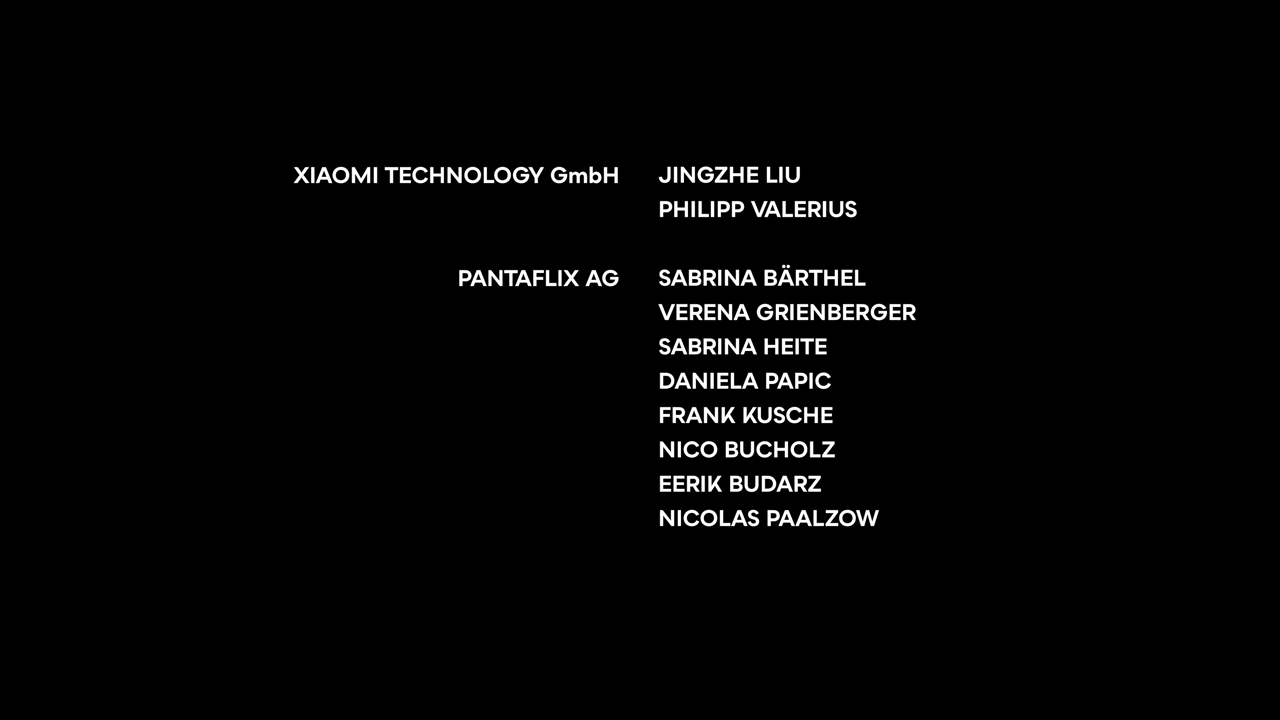 XIAOMI TECHNOLOGY GmbH JINGZHE LIU
PHILIPP VALERIUS
PANTAFLIX AG SABRINA BÄRTHEL
VERENA GRIENBERGER
SABRINA HEITE
DANIELA PAPIC
FRANK KUSCHE
NICO BUCHOLZ
EERIK BUDARZ
NICOLAS PAALZOW